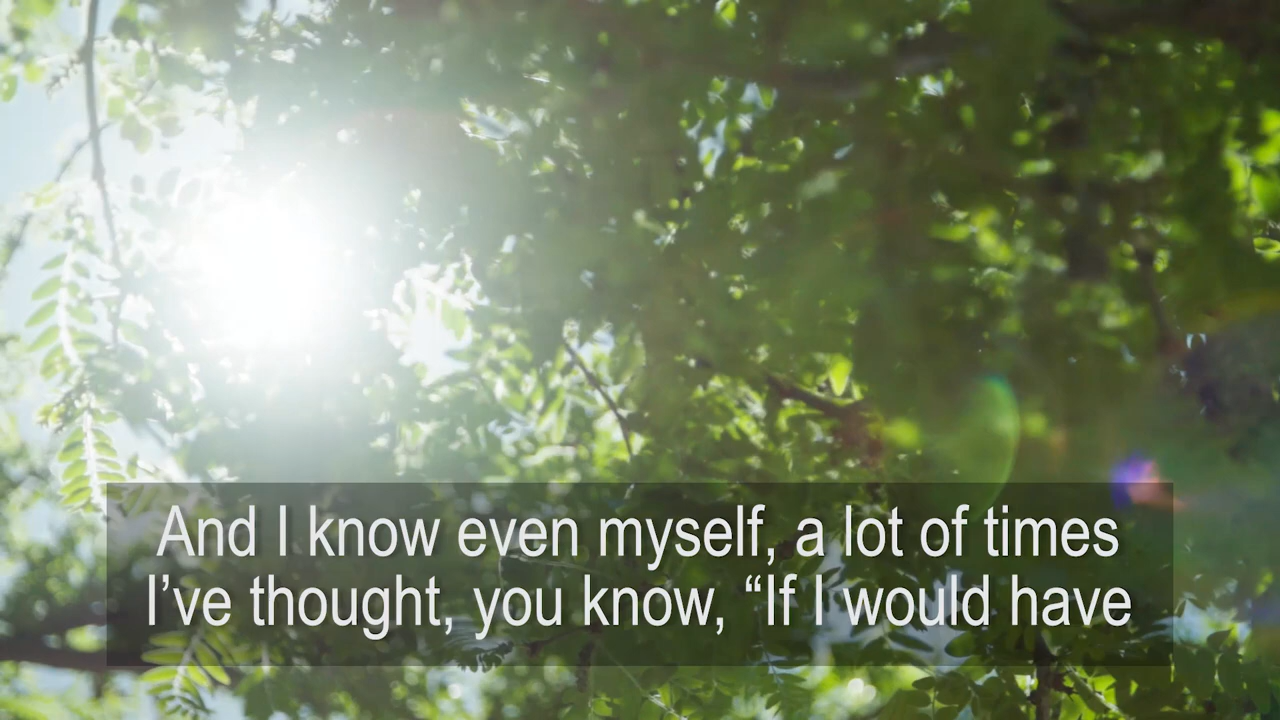 And I know even myself, a lot of times
I’ve thought, you know, “If I would have